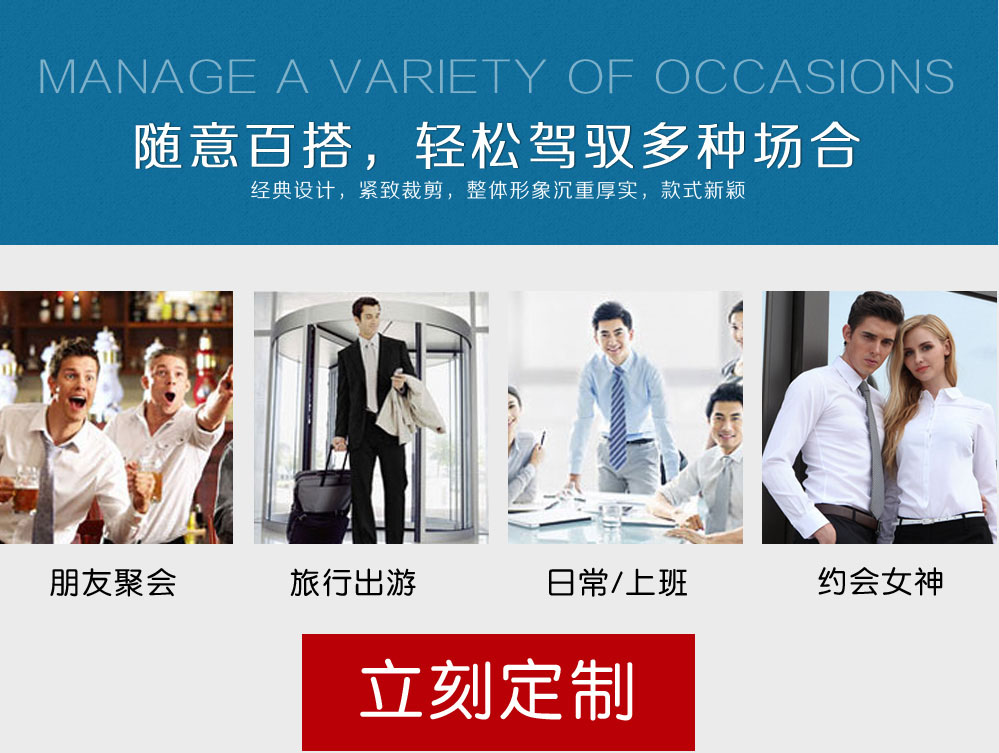 MANAGE A VARIETY OF OCCASIONS
随意百搭，轻松驾驭多种场合
经典设计，紧致裁剪，整体形象沉重厚实，款式新颖
朋友聚会
旅行出游
日常/上班
约会女神
立刻定制